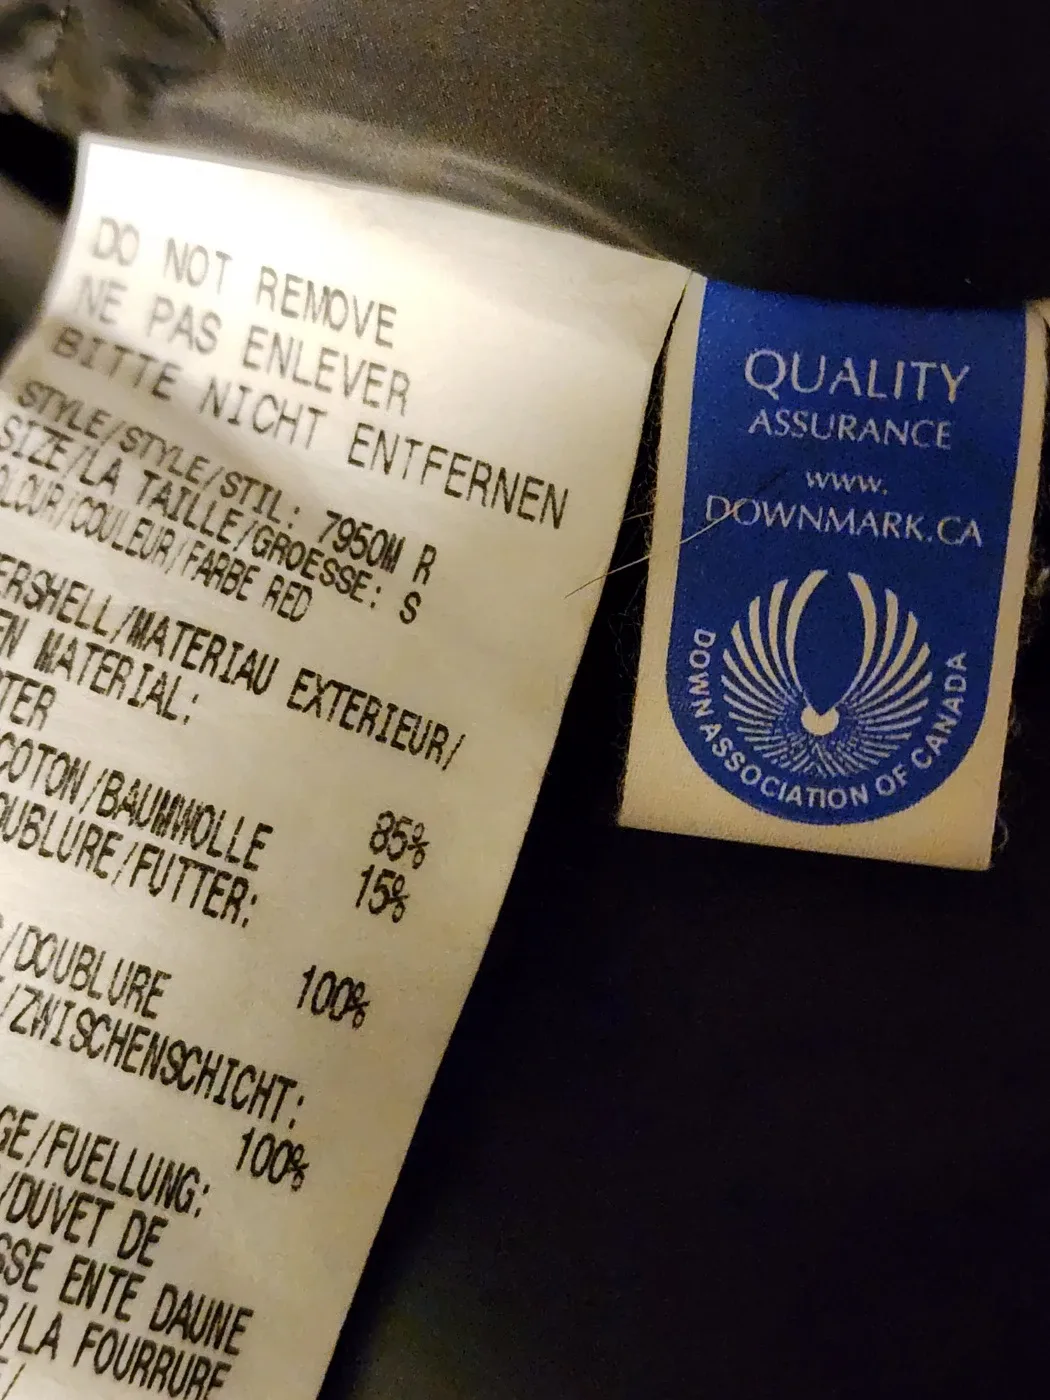 DO NOT REMOVE
NE PAS ENLEVER
BITTE NICHT ENTFERNEN
STYLE/STYLE/STIL: 7950M R
SIZE/LA TAILLE/GROESSE: S
OLOUR/COULEUR/FARBE RED
ERSHELL/MATERIAU EXTERIEUR/
EN MATERIAL:
TER 85%
COTON/BAUMWOLLE 15%
OUBLURE/FUTTER:
/DOUBLURE 100%
/ZWISCHENSCHICHT:
100%
GE/FUELLUNG:
/DUVET DE
SSE ENTE DAUNE
R/LA FOURRURE
QUALITY
ASSURANCE
www.
DOWNMARK.CA
DOWN ASSOCIATION OF CANADA